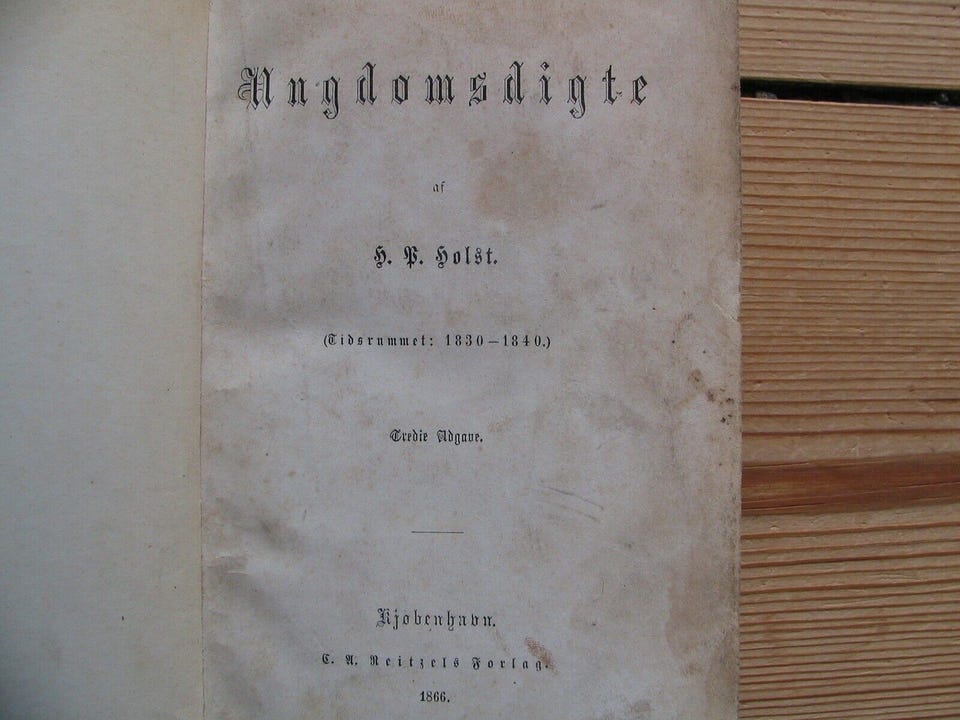 Ungdomsdigte
af
H. P. Holst.
(Tidsrummet: 1830—1840.)
Tredie Udgave.
Kjøbenhavn.
C. A. Reitzels Forlag.
1866.